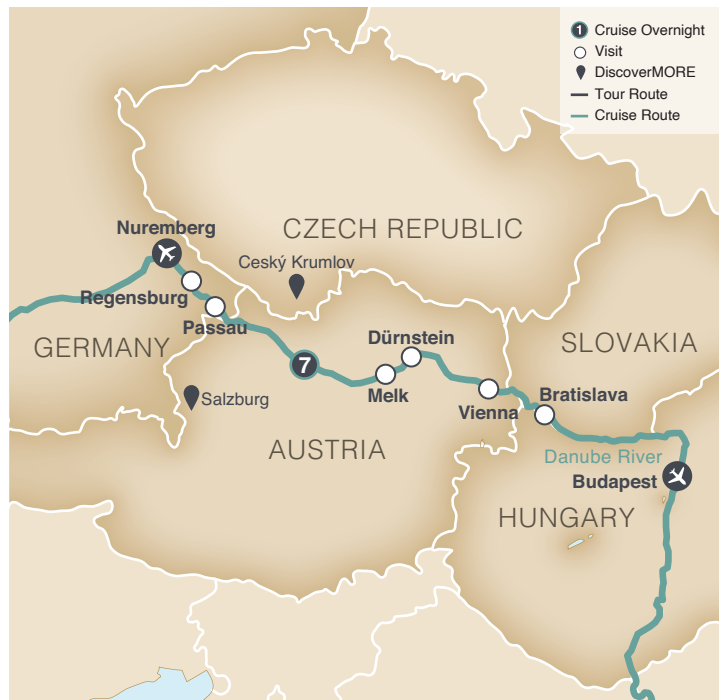 1 Cruise Overnight
Visit
DiscoverMORE
Tour Route
Cruise Route
Nuremberg
CZECH REPUBLIC
Ceský Krumlov
Regensburg
Passau
GERMANY
Dürnstein
SLOVAKIA
7
Melk
Salzburg
Vienna
Bratislava
AUSTRIA
Danube River
Budapest
HUNGARY